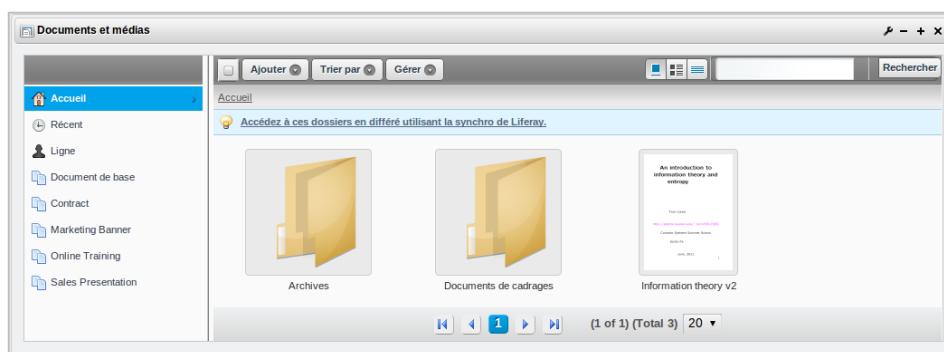 Documents et médias
Ajouter Trier par Gérer Rechercher
Accueil
Récent
Ligne
Document de base
Contract
Marketing Banner
Online Training
Sales Presentation
Accueil
Accédez à ces dossiers en différé utilisant la synchro de Liferay.
An introduction to
information theory and
entropy
Archives
Documents de cadrages
Information theory v2
1
(1 of 1) (Total 3) 20